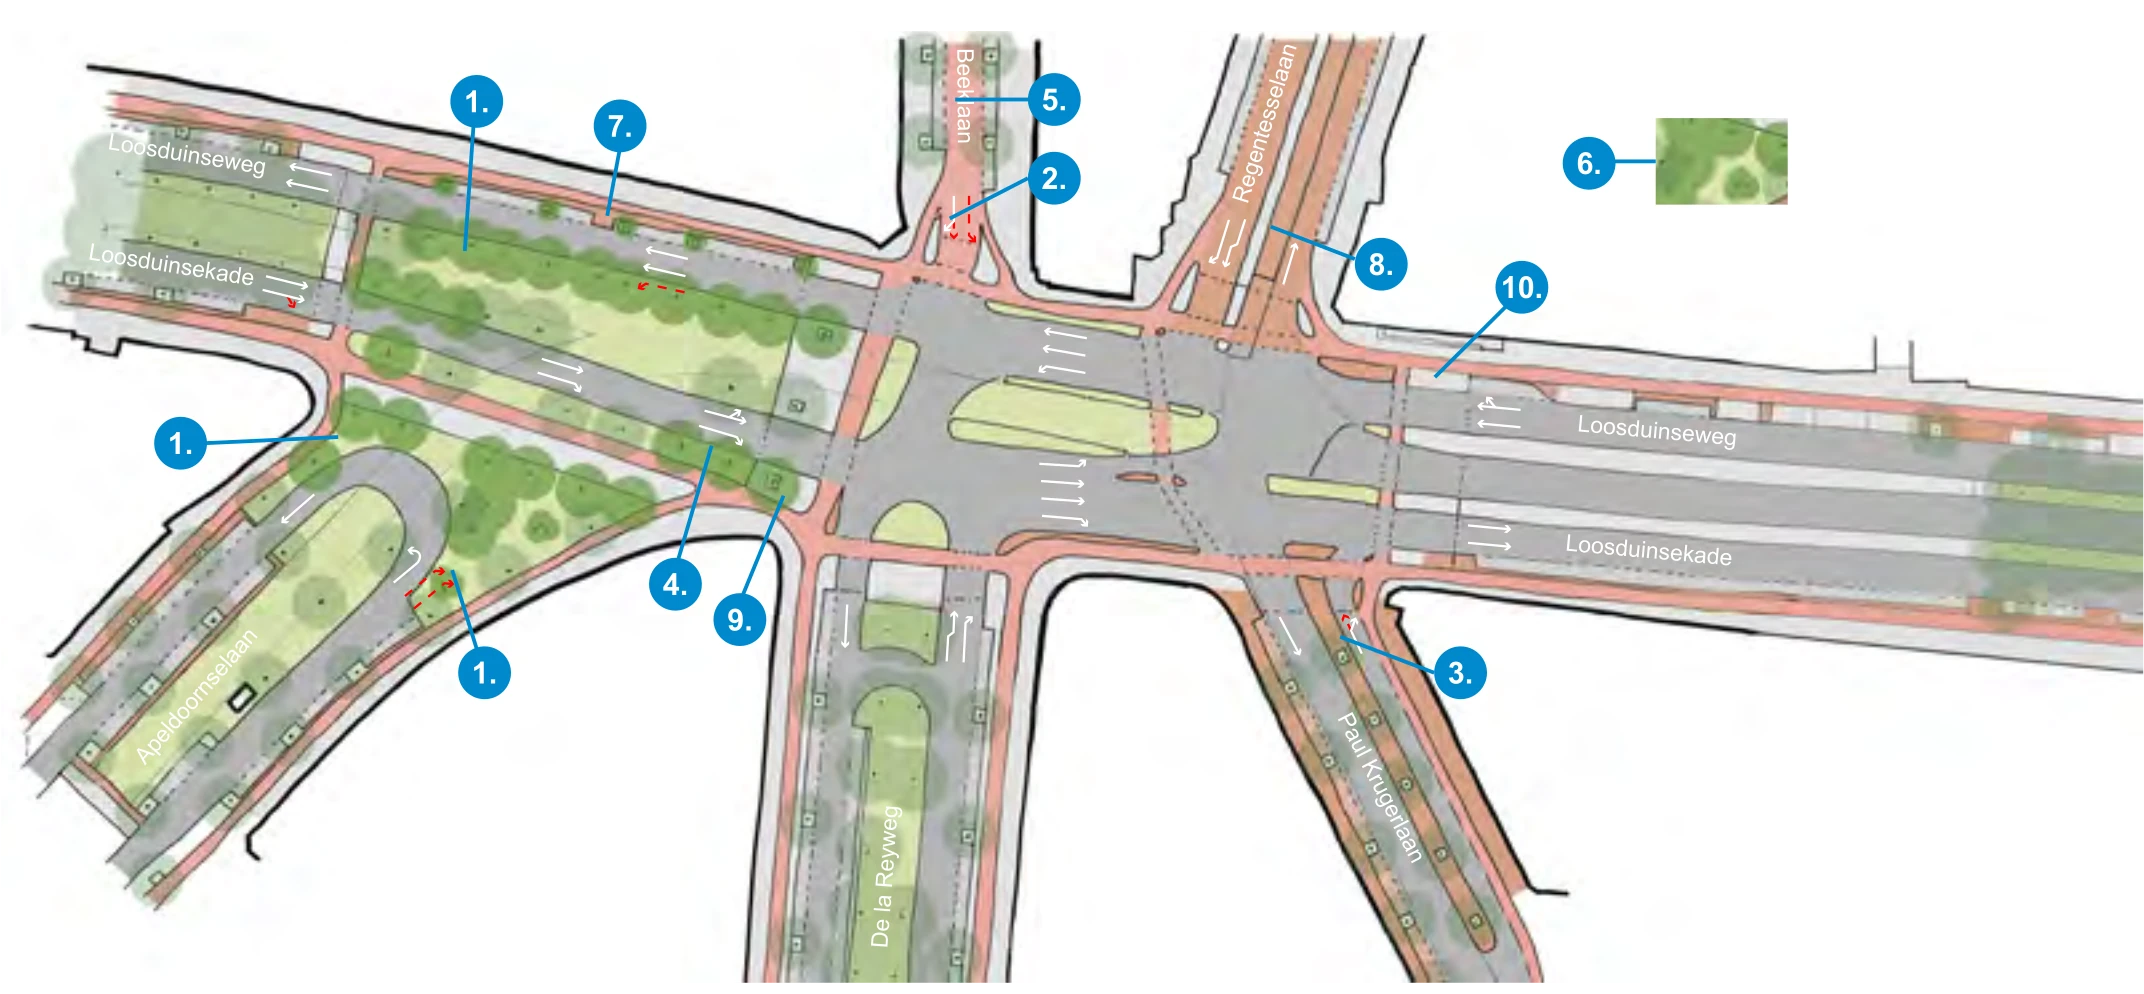 1.
7.
Beeklaan
5.
2.
Regentesselaan
6.
8.
10.
Loosduinseweg
Loosduinsekade
1.
4.
9.
1.
Apeldoornselaan
De la Reyweg
3.
Paul Krugerlaan
Loosduinseweg
Loosduinsekade